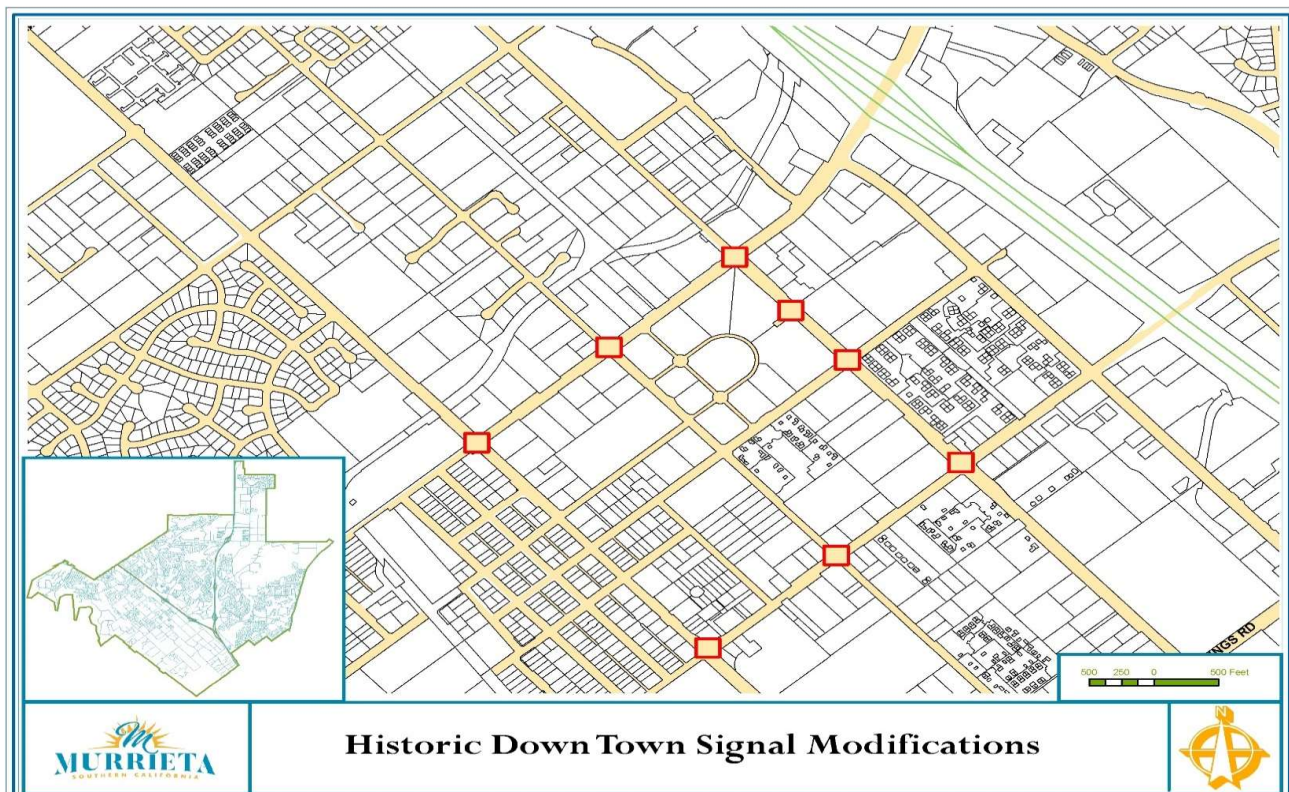 NGS RD
500 250 0 500 Feet
Historic Down Town Signal Modifications
M
MURRIETA
SOUTHERN CALIFORNIA
N